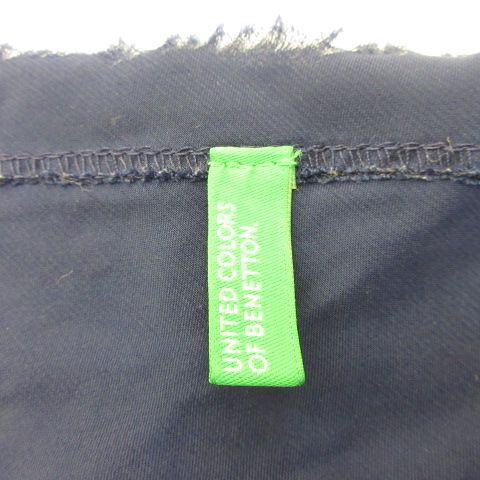 UNITED COLORS
OF BENETTON.